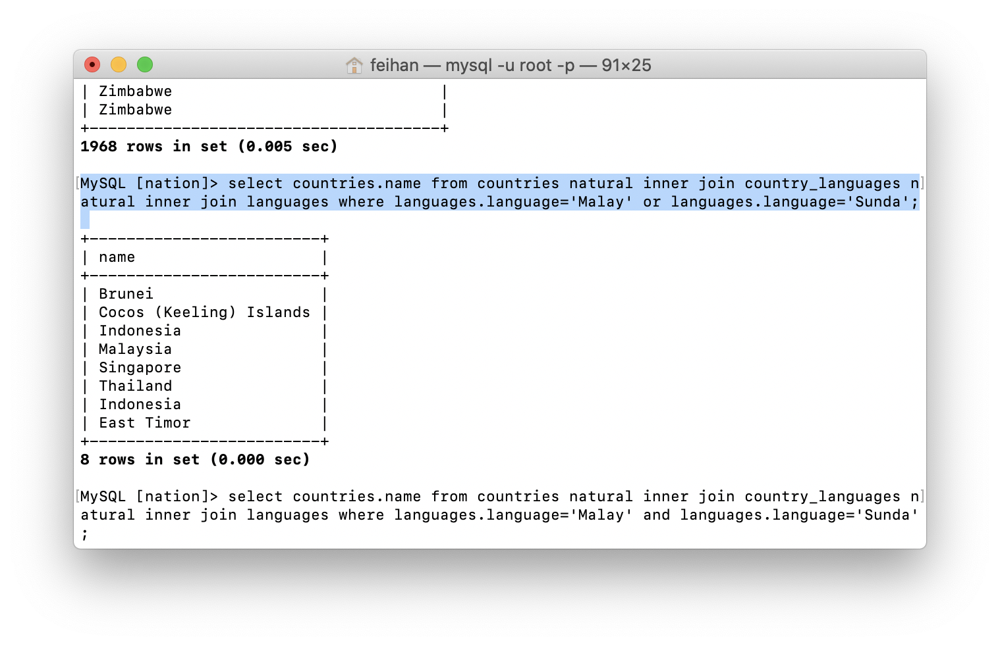 feihan — mysql -u root -p — 91×25
| Zimbabwe                              |
| Zimbabwe                              |
+---------------------------------------+
1968 rows in set (0.005 sec)
[MySQL [nation]> select countries.name from countries natural inner join country_languages n]
atural inner join languages where languages.language='Malay' or languages.language='Sunda';
+-------------------------+
| name                    |
+-------------------------+
| Brunei                  |
| Cocos (Keeling) Islands |
| Indonesia               |
| Malaysia                |
| Singapore               |
| Thailand                |
| Indonesia               |
| East Timor              |
+-------------------------+
8 rows in set (0.000 sec)
[MySQL [nation]> select countries.name from countries natural inner join country_languages n]
atural inner join languages where languages.language='Malay' and languages.language='Sunda'
;